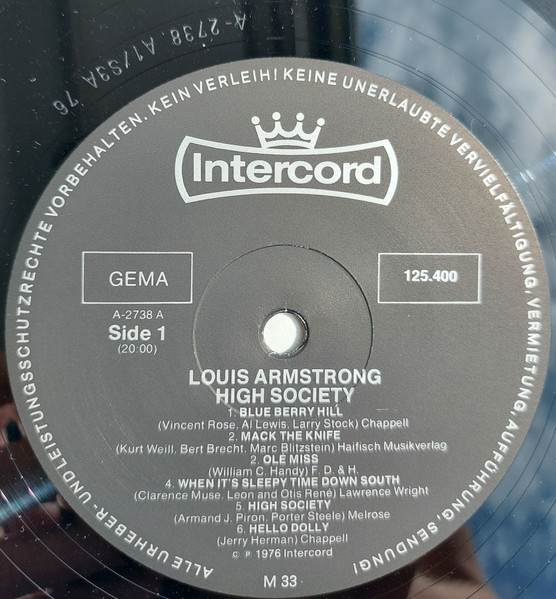 A-2738. A1/S9A 76
ALLE URHEBER- UND LEISTUNGSSCHUTZRECHTE VORBEHALTEN. KEIN VERLEIH! KEINE UNERLAUBTE VERVIELFÄLTIGUNG, VERMIETUNG, AUFFÜHRUNG, SENDUNG!
Intercord
GEMA
125.400
A-2738 A
Side 1
(20:00)
LOUIS ARMSTRONG
HIGH SOCIETY
1. BLUE BERRY HILL
(Vincent Rose, Al Lewis, Larry Stock) Chappell
2. MACK THE KNIFE
(Kurt Weill, Bert Brecht, Marc Blitzstein) Haifisch Musikverlag
2. OLE MISS
(William C. Handy) F. D. & H.
4. WHEN IT'S SLEEPY TIME DOWN SOUTH
(Clarence Muse, Leon and Otis René) Lawrence Wright
5. HIGH SOCIETY
(Armand J. Piron, Porter Steele) Melrose
6. HELLO DOLLY
(Jerry Herman) Chappell
© ℗ 1976 Intercord
M 33